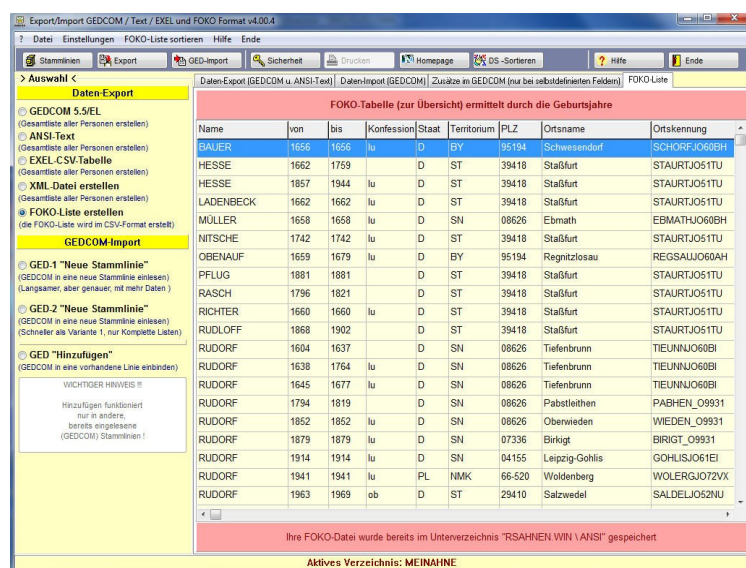 Export/Import GEDCOM / Text / EXEL und FOKO Format v4.00.4
? Datei Einstellungen FOKO-Liste sortieren Hilfe Ende
Stammlinien Export GED-Import Sicherheit Drucken Homepage DS -Sortieren ? Hilfe Ende
> Auswahl <
Daten-Export
GEDCOM 5.5/EL
(Gesamtliste aller Personen erstellen)
ANSI-Text
(Gesamtliste aller Personen erstellen)
EXEL-CSV-Tabelle
(Gesamtliste aller Personen erstellen)
XML-Datei erstellen
(Gesamtliste aller Personen erstellen)
FOKO-Liste erstellen
(die FOKO-Liste wird im CSV-Format erstellt)
GEDCOM-Import
GED-1 "Neue Stammlinie"
(GEDCOM in eine neue Stammlinie einlesen)
(Langsamer, aber genauer, mit mehr Daten )
GED-2 "Neue Stammlinie"
(GEDCOM in eine neue Stammlinie einlesen)
(Schneller als Variante 1, nur Komplette Listen)
GED "Hinzufügen"
(GEDCOM in eine vorhandene Linie einbinden)
WICHTIGER HINWEIS !!!
Hinzufügen funktioniert
nur in andere,
bereits eingelesene
(GEDCOM) Stammlinien !
Daten-Export (GEDCOM u. ANSI-Text) Daten-Import (GEDCOM) Zusätze im GEDCOM (nur bei selbstdefinierten Feldern) FOKO-Liste
FOKO-Tabelle (zur Übersicht) ermittelt durch die Geburtsjahre
Name von bis Konfession Staat Territorium PLZ Ortsname Ortskennung
BAUER 1656 1656 lu D BY 95194 Schwesendorf SCHORFJO60BH
HESSE 1662 1759 D ST 39418 Staßfurt STAURTJO51TU
HESSE 1857 1944 lu D ST 39418 Staßfurt STAURTJO51TU
LADENBECK 1662 1662 lu D ST 39418 Staßfurt STAURTJO51TU
MÜLLER 1658 1658 lu D SN 08626 Ebmath EBMATHJO60BH
NITSCHE 1742 1742 lu D ST 39418 Staßfurt STAURTJO51TU
OBENAUF 1659 1679 lu D BY 95194 Regnitzlosau REGSAUJO60AH
PFLUG 1881 1881 D ST 39418 Staßfurt STAURTJO51TU
RASCH 1796 1821 D ST 39418 Staßfurt STAURTJO51TU
RICHTER 1660 1660 lu D ST 39418 Staßfurt STAURTJO51TU
RUDLOFF 1868 1902 D ST 39418 Staßfurt STAURTJO51TU
RUDORF 1604 1637 D SN 08626 Tiefenbrunn TIEUNNJO60BI
RUDORF 1638 1764 lu D SN 08626 Tiefenbrunn TIEUNNJO60BI
RUDORF 1645 1677 lu D SN 08626 Tiefenbrunn TIEUNNJO60BI
RUDORF 1794 1819 D SN 08626 Pabstleithen PABHEN_O9931
RUDORF 1852 1852 lu D SN 08626 Oberwieden WIEDEN_O9931
RUDORF 1879 1879 lu D SN 07336 Birkigt BIRIGT_O9931
RUDORF 1914 1914 lu D SN 04155 Leipzig-Gohlis GOHLISJO61EI
RUDORF 1941 1941 lu PL NMK 66-520 Woldenberg WOLERGJO72VX
RUDORF 1963 1969 ob D ST 29410 Salzwedel SALDELJO52NU
Ihre FOKO-Datei wurde bereits im Unterverzeichnis "RSAHNEN.WIN \ ANSI" gespeichert
Aktives Verzeichnis: MEINAHNE